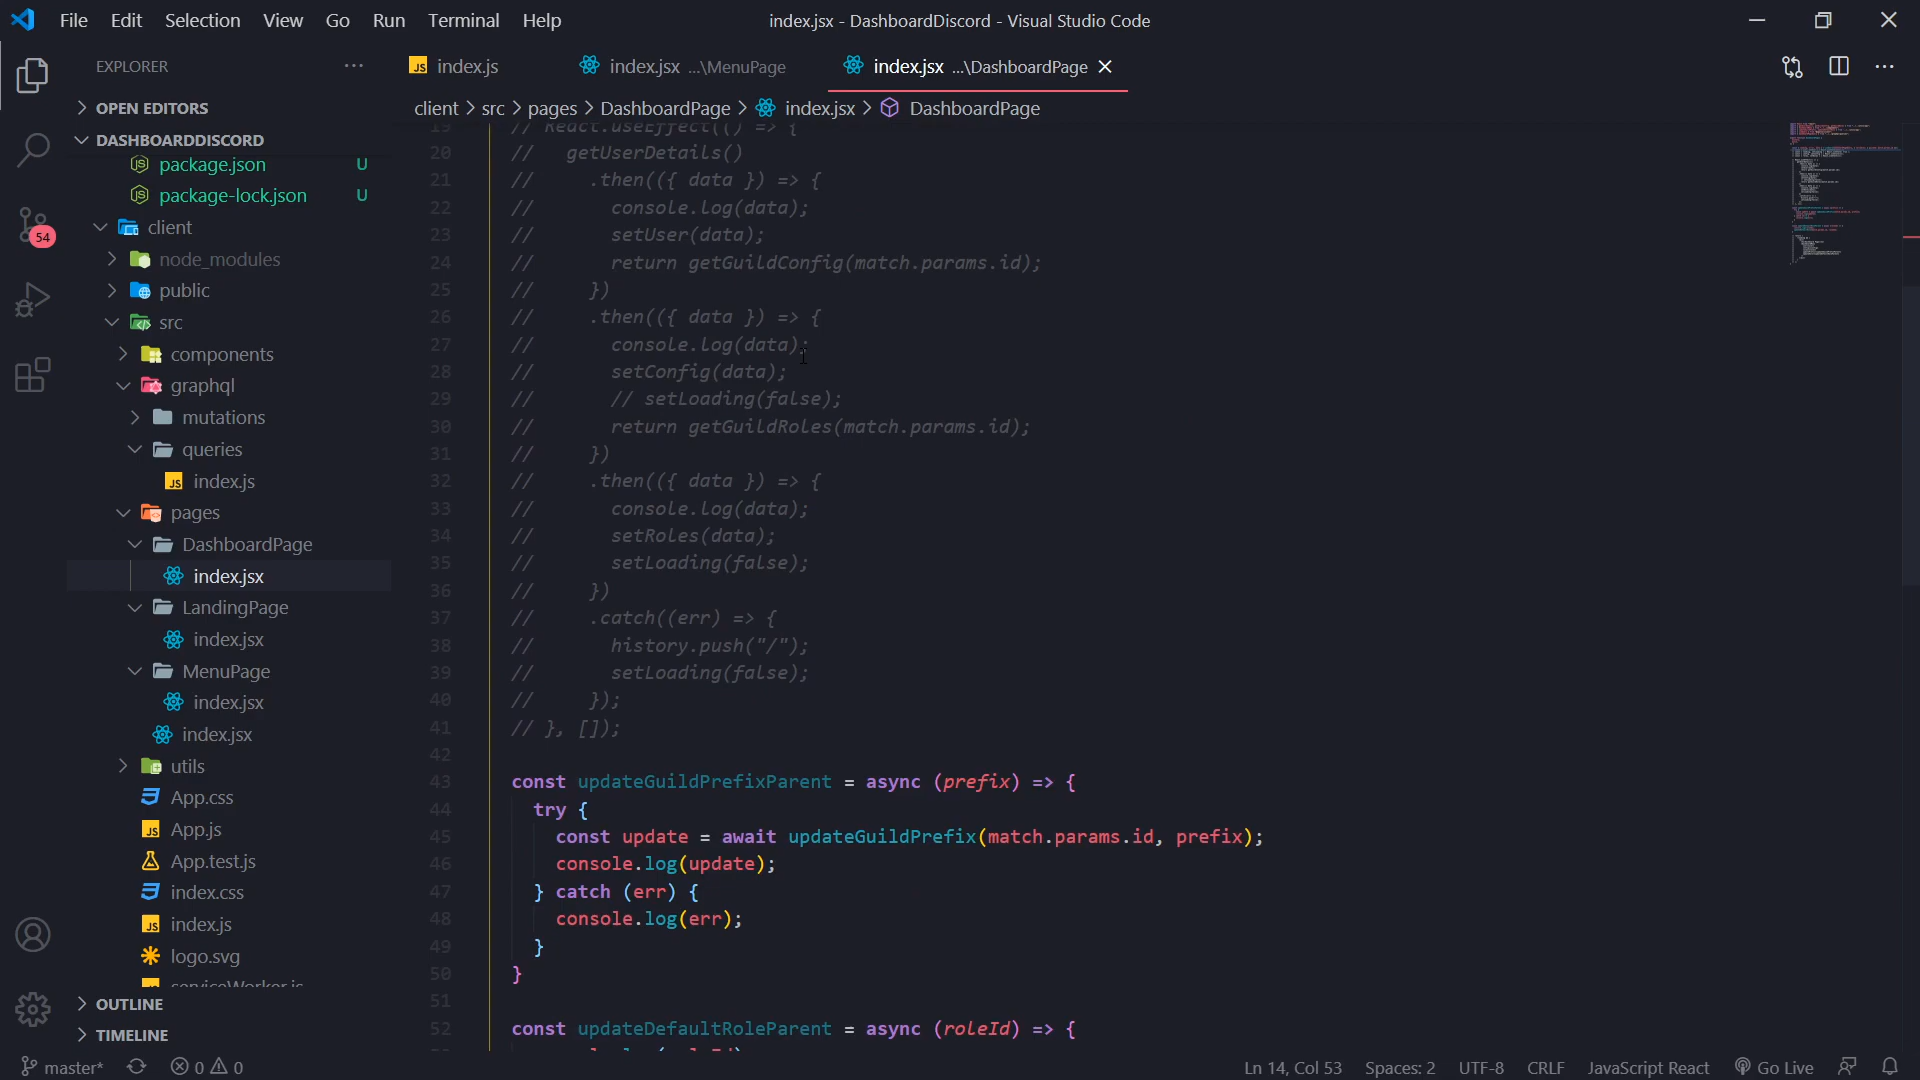 File Edit Selection View Go Run Terminal Help
index.jsx - DashboardDiscord - Visual Studio Code
EXPLORER
OPEN EDITORS
DASHBOARDDISCORD
package.json U
package-lock.json U
client
node_modules
public
src
components
graphql
mutations
queries
JS index.js
pages
DashboardPage
index.jsx
LandingPage
index.jsx
MenuPage
index.jsx
index.jsx
utils
App.css
JS App.js
App.test.js
index.css
JS index.js
logo.svg
serviceWorker.js
OUTLINE
TIMELINE
54
JS index.js
index.jsx ...\MenuPage
index.jsx ...\DashboardPage
client > src > pages > DashboardPage > index.jsx > DashboardPage
19 // React.useEffect(() => {
20 //   getUserDetails()
21 //     .then(({ data }) => {
22 //       console.log(data);
23 //       setUser(data);
24 //       return getGuildConfig(match.params.id);
25 //     })
26 //     .then(({ data }) => {
27 //       console.log(data);
28 //       setConfig(data);
29 //       // setLoading(false);
30 //       return getGuildRoles(match.params.id);
31 //     })
32 //     .then(({ data }) => {
33 //       console.log(data);
34 //       setRoles(data);
35 //       setLoading(false);
36 //     })
37 //     .catch((err) => {
38 //       history.push("/");
39 //       setLoading(false);
40 //     });
41 // }, []);
42
43 const updateGuildPrefixParent = async (prefix) => {
44   try {
45     const update = await updateGuildPrefix(match.params.id, prefix);
46     console.log(update);
47   } catch (err) {
48     console.log(err);
49   }
50 }
51
52 const updateDefaultRoleParent = async (roleId) => {
master* 0 0
Ln 14, Col 53 Spaces: 2 UTF-8 CRLF JavaScript React Go Live